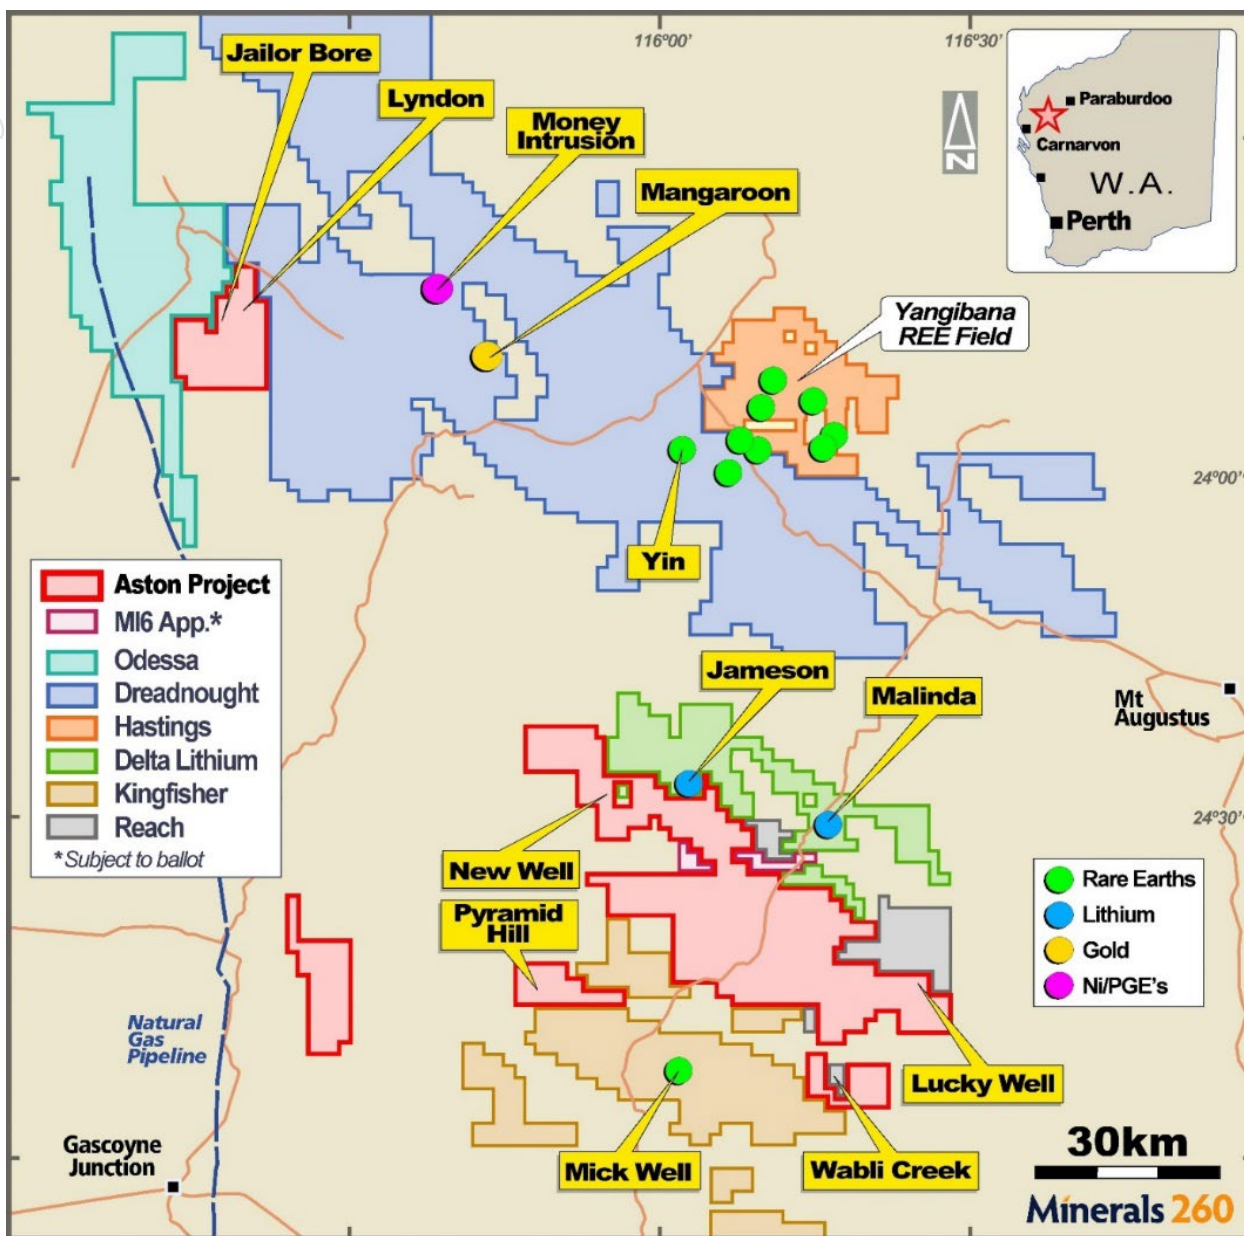 116°00'
116°30'
Jailor Bore
Lyndon
Money
Intrusion
Mangaroon
Paraburdoo
Carnarvon
W.A.
Perth
N
Yangibana
REE Field
24°00'
Yin
Aston Project
MI6 App.*
Odessa
Dreadnought
Hastings
Delta Lithium
Kingfisher
Reach
*Subject to ballot
Jameson
Malinda
Mt
Augustus
24°30'
New Well
Pyramid
Hill
Rare Earths
Lithium
Gold
Ni/PGE's
Natural
Gas
Pipeline
Lucky Well
Gascoyne
Junction
Mick Well
Wabli Creek
30km
Minerals 260